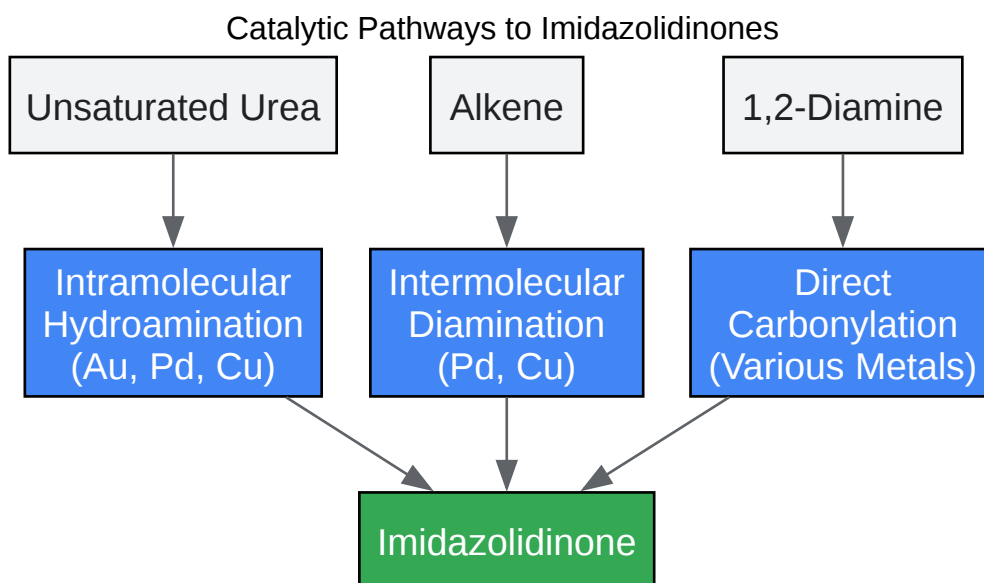 Catalytic Pathways to Imidazolidinones
Unsaturated Urea
Alkene
1,2-Diamine
Intramolecular
Hydroamination
(Au, Pd, Cu)
Intermolecular
Diamination
(Pd, Cu)
Direct
Carbonylation
(Various Metals)
Imidazolidinone